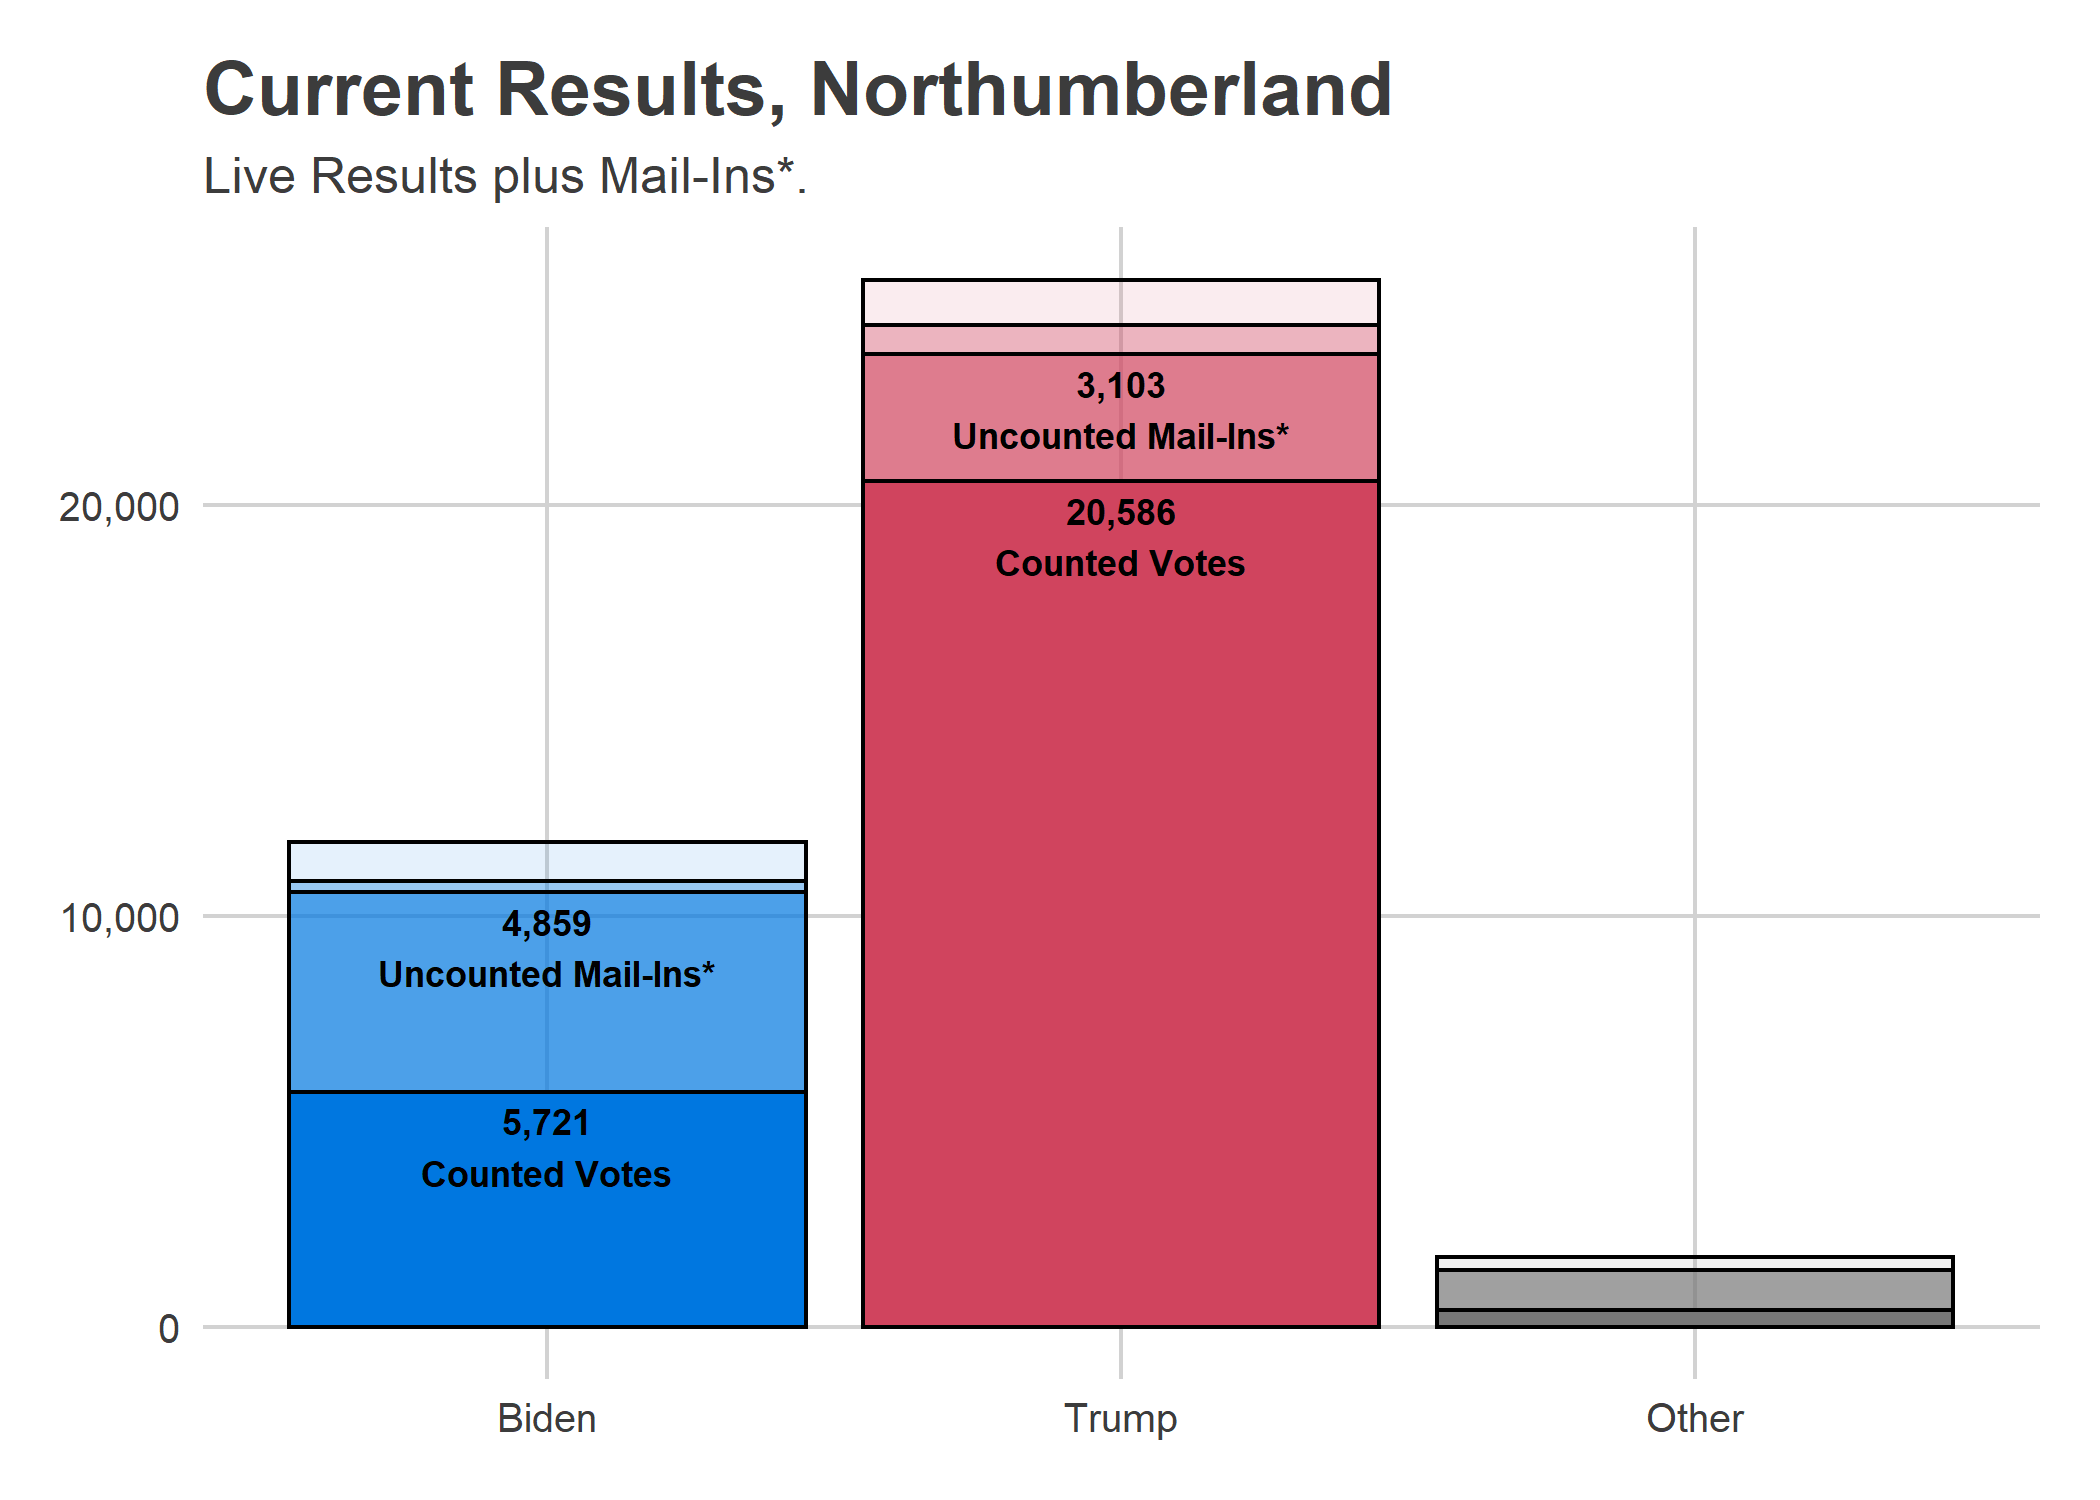 Current Results, Northumberland
Live Results plus Mail-Ins*.
3,103
Uncounted Mail-Ins*
20,000
20,586
Counted Votes
10,000
4,859
Uncounted Mail-Ins*
5,721
Counted Votes
0
Biden
Trump
Other